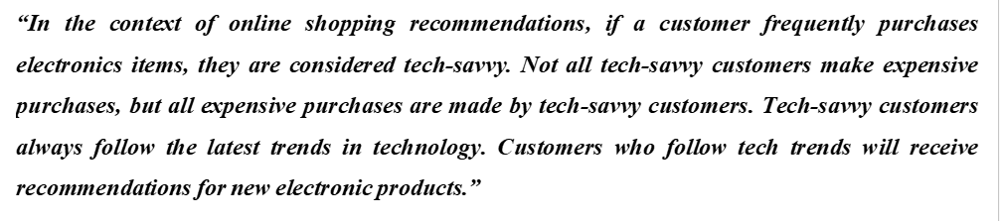 “In the context of online shopping recommendations, if a customer frequently purchases
electronics items, they are considered tech-savvy. Not all tech-savvy customers make expensive
purchases, but all expensive purchases are made by tech-savvy customers. Tech-savvy customers
always follow the latest trends in technology. Customers who follow tech trends will receive
recommendations for new electronic products.”